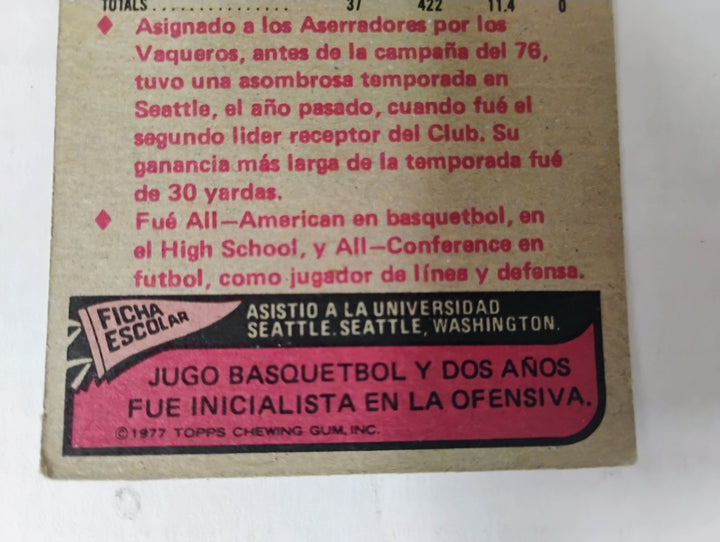 TOTALS.............. 37 422 11.4 0
♦ Asignado a los Aserradores por los
Vaqueros, antes de la campaña del 76,
tuvo una asombrosa temporada en
Seattle, el año pasado, cuando fué el
segundo lider receptor del Club. Su
ganancia más larga de la temporada fué
de 30 yardas.
♦ Fué All-American en basquetbol, en
el High School, y All-Conference en
futbol, como jugador de línea y defensa.
FICHA
ESCOLAR
ASISTIO A LA UNIVERSIDAD
SEATTLE. SEATTLE, WASHINGTON.
JUGO BASQUETBOL Y DOS AÑOS
FUE INICIALISTA EN LA OFENSIVA.
©1977 TOPPS CHEWING GUM, INC.